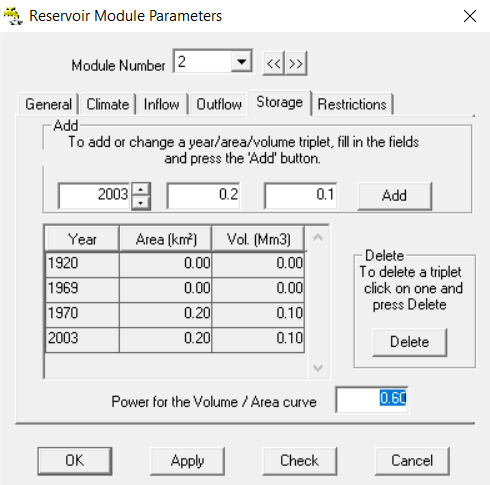 Reservoir Module Parameters
Module Number 2 << >>
General Climate Inflow Outflow Storage Restrictions
Add
To add or change a year/area/volume triplet, fill in the fields
and press the 'Add' button.
2003 0.2 0.1 Add
Year Area (km²) Vol. (Mm3)
1920 0.00 0.00
1969 0.00 0.00
1970 0.20 0.10
2003 0.20 0.10
Delete
To delete a triplet
click on one and
press Delete
Delete
Power for the Volume / Area curve 0.60
OK Apply Check Cancel